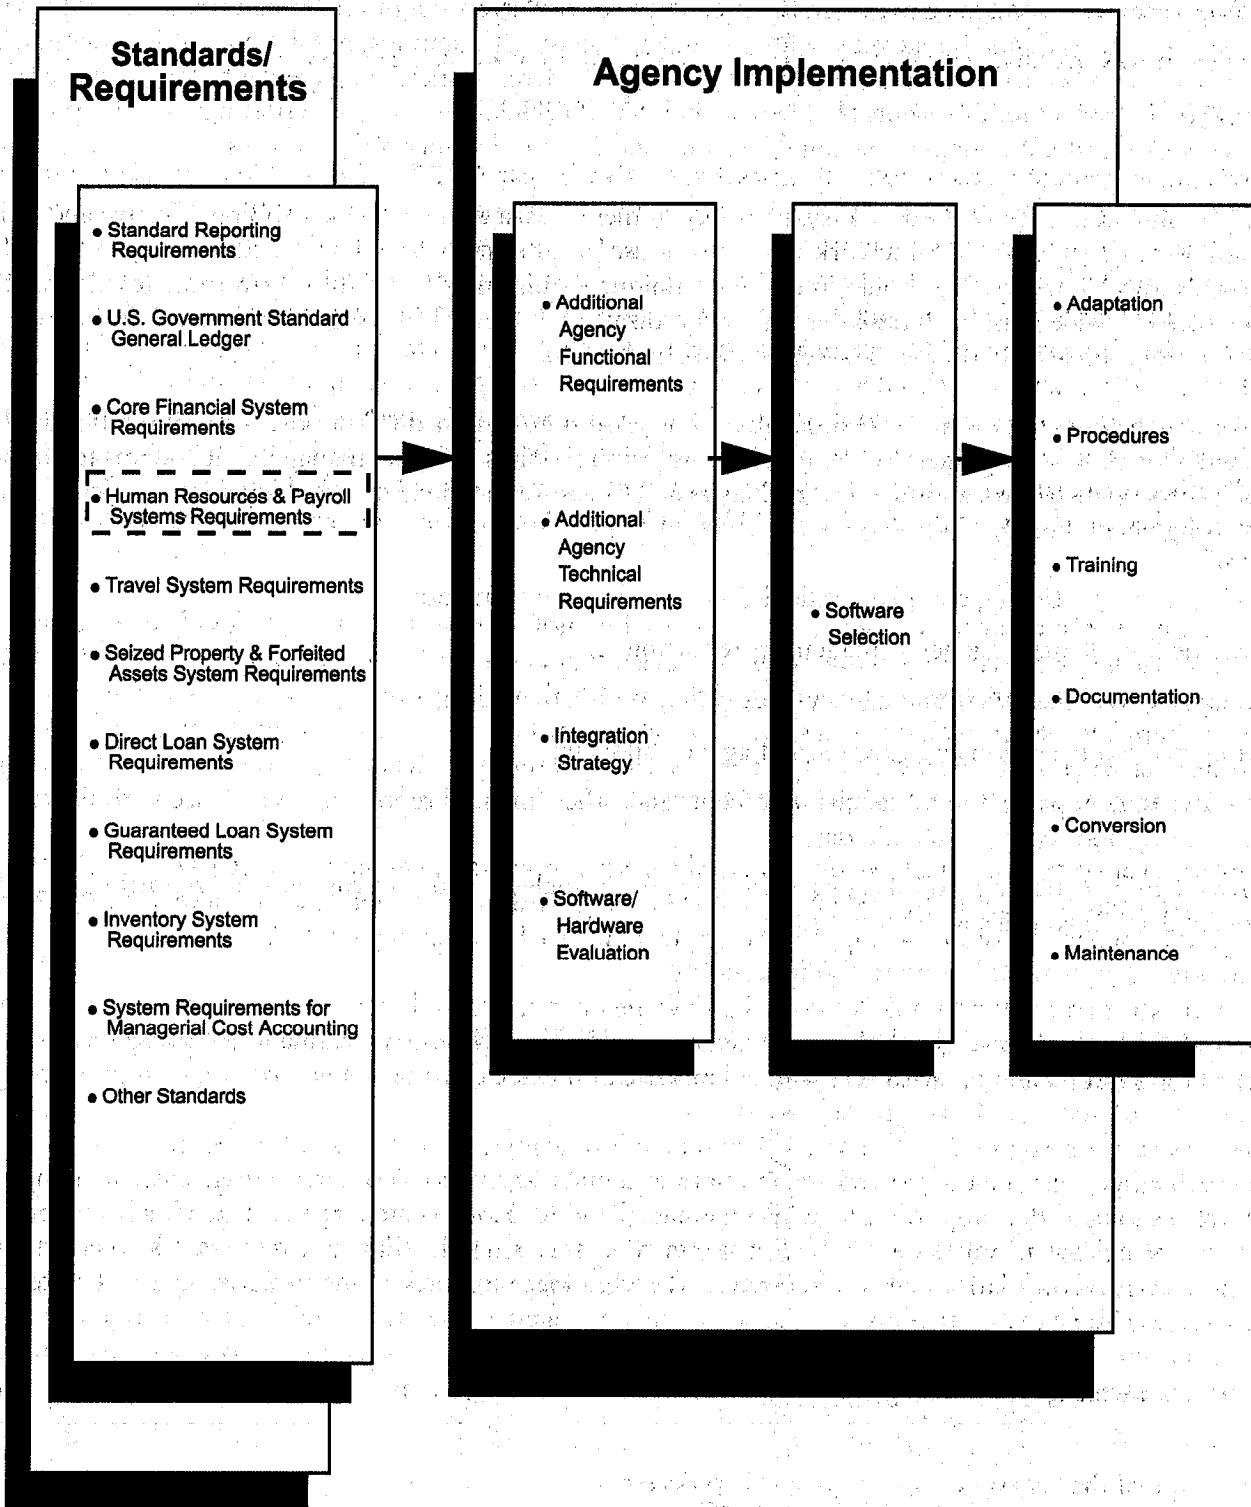 Standards/
Requirements
• Standard Reporting
Requirements
• U.S. Government Standard
General Ledger
• Core Financial System
Requirements
• Human Resources & Payroll
Systems Requirements
• Travel System Requirements
• Seized Property & Forfeited
Assets System Requirements
• Direct Loan System
Requirements
• Guaranteed Loan System
Requirements
• Inventory System
Requirements
• System Requirements for
Managerial Cost Accounting
• Other Standards
Agency Implementation
• Additional
Agency
Functional
Requirements
• Additional
Agency
Technical
Requirements
• Integration
Strategy
• Software/
Hardware
Evaluation
• Software
Selection
• Adaptation
• Procedures
• Training
• Documentation
• Conversion
• Maintenance